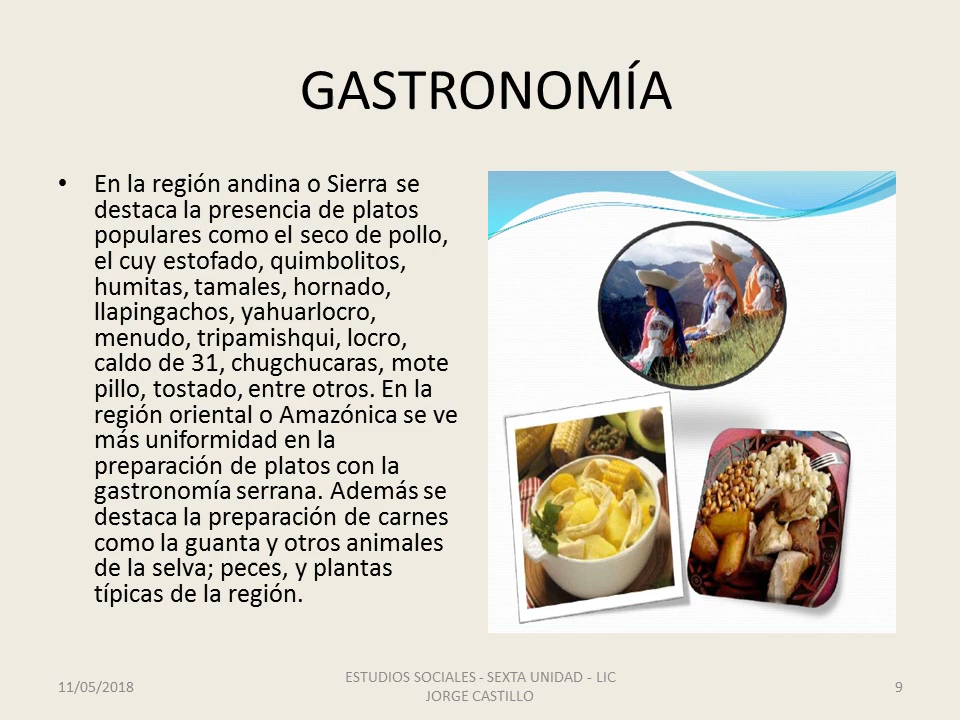 GASTRONOMÍA
• En la región andina o Sierra se
destaca la presencia de platos
populares como el seco de pollo,
el cuy estofado, quimbolitos,
humitas, tamales, hornado,
llapingachos, yahuarlocro,
menudo, tripamishqui, locro,
caldo de 31, chugchucaras, mote
pillo, tostado, entre otros. En la
región oriental o Amazónica se ve
más uniformidad en la
preparación de platos con la
gastronomía serrana. Además se
destaca la preparación de carnes
como la guanta y otros animales
de la selva; peces, y plantas
típicas de la región.
11/05/2018
ESTUDIOS SOCIALES - SEXTA UNIDAD - LIC
JORGE CASTILLO
9